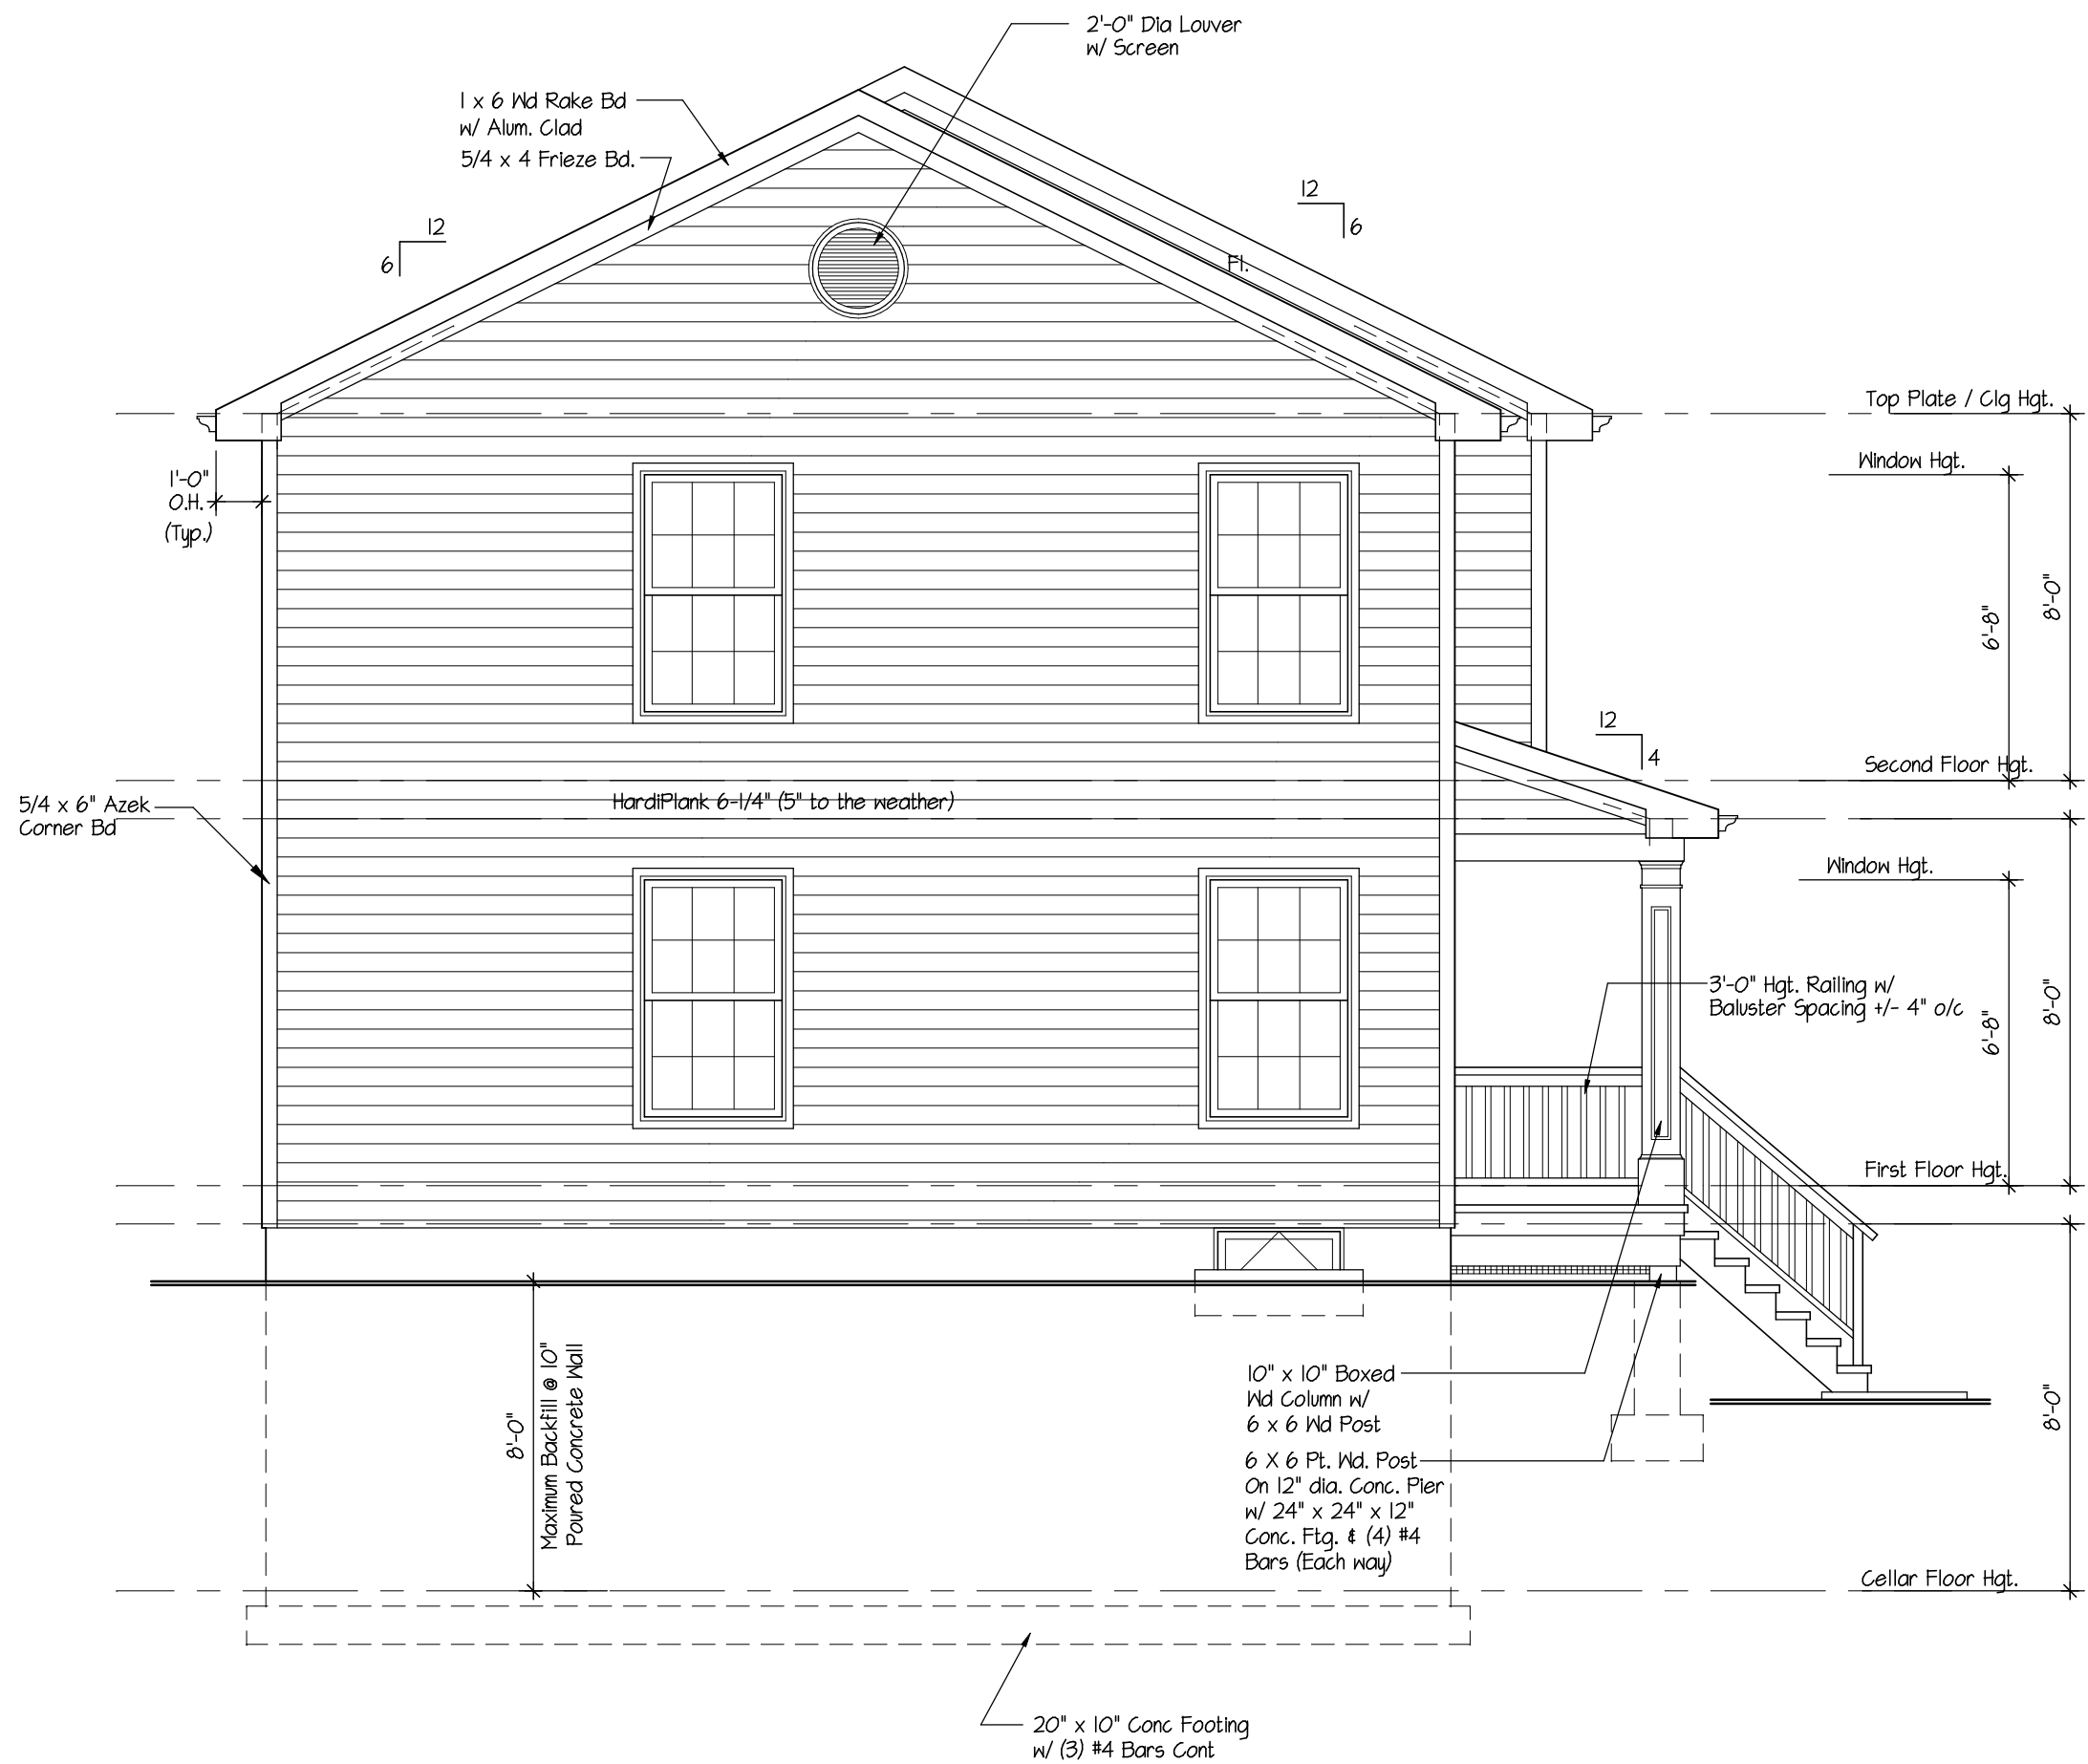 2'-0" Dia Louver
w/ Screen
1 x 6 Wd Rake Bd
w/ Alum. Clad
5/4 x 4 Frieze Bd.
12
6
12
6
Fl.
Top Plate / Clg Hgt.
Window Hgt.
1'-0"
O.H.
(Typ.)
8'-0"
6'-8"
12
4
Second Floor Hgt.
5/4 x 6" Azek
Corner Bd
HardiPlank 6-1/4" (5" to the weather)
Window Hgt.
3'-0" Hgt. Railing w/
Baluster Spacing +/- 4" o/c
8'-0"
6'-8"
First Floor Hgt.
8'-0"
Maximum Backfill @ 10"
Poured Concrete Wall
10" x 10" Boxed
Wd Column w/
6 x 6 Wd Post
6 X 6 Pt. Wd. Post
On 12" dia. Conc. Pier
w/ 24" x 24" x 12"
Conc. Ftg. & (4) #4
Bars (Each way)
8'-0"
Cellar Floor Hgt.
20" x 10" Conc Footing
w/ (3) #4 Bars Cont